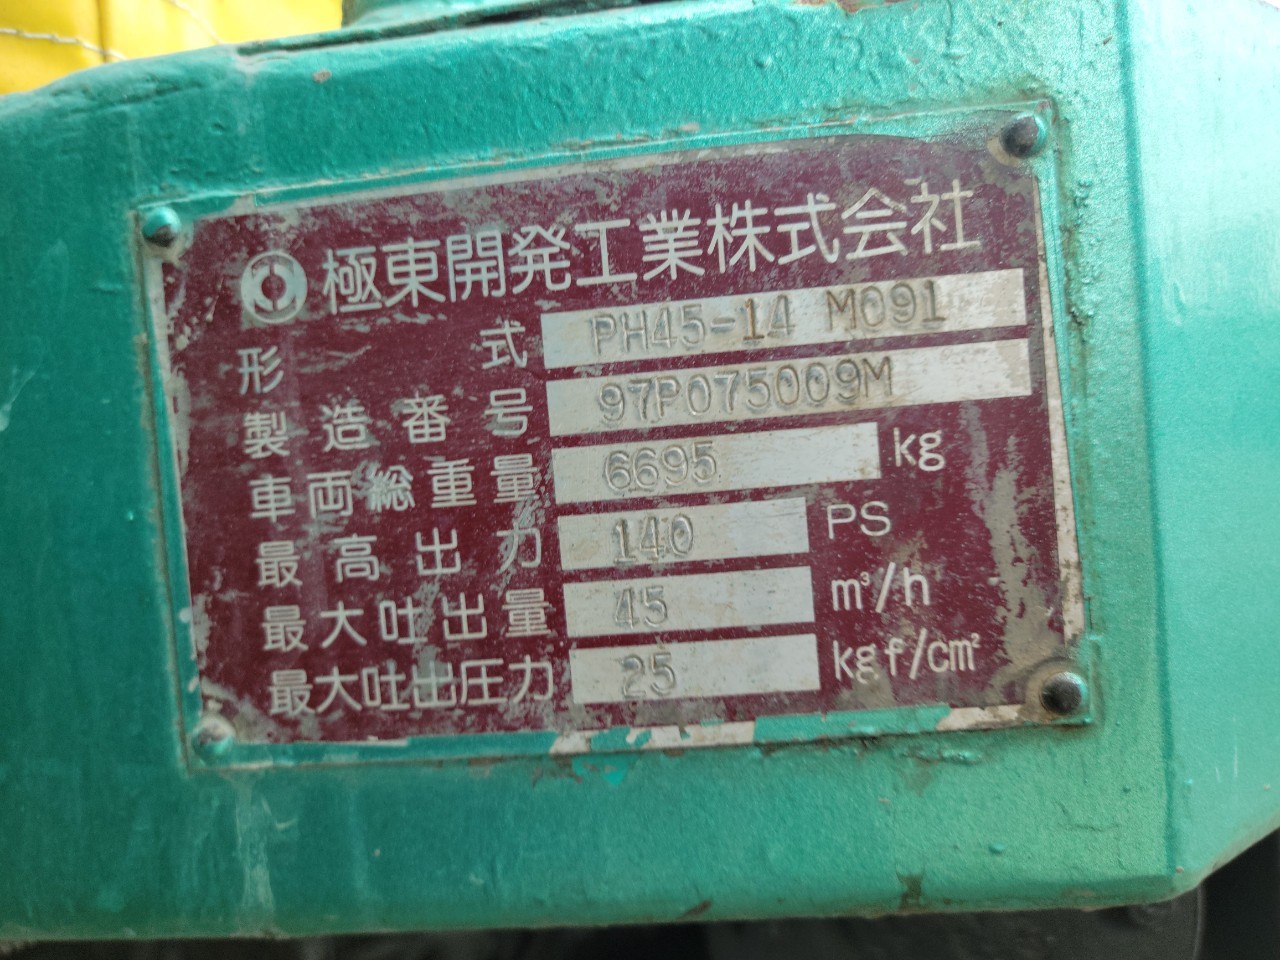 極東開発工業株式会社
形式 PH45-14 M091
製造番号 97P075009M
車両総重量 6695 kg
最高出力 140 PS
最大吐出量 45 m³/h
最大吐出圧力 25 kgf/cm²